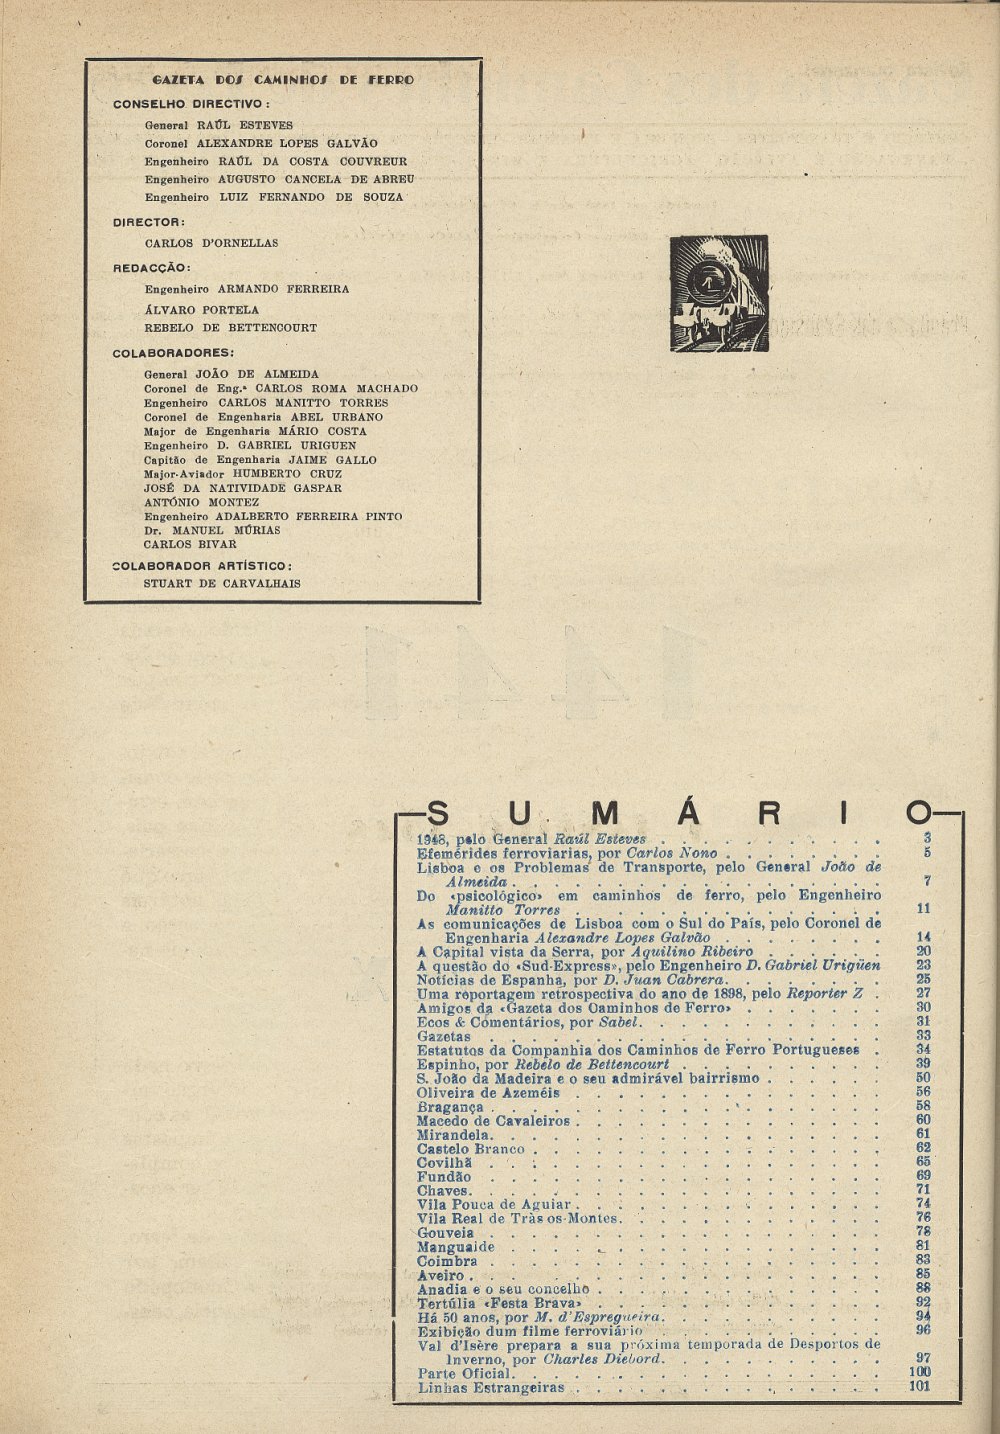 GAZETA DOS CAMINHOS DE FERRO
CONSELHO DIRECTIVO:
General RAÚL ESTEVES
Coronel ALEXANDRE LOPES GALVÃO
Engenheiro RAÚL DA COSTA COUVREUR
Engenheiro AUGUSTO CANCELA DE ABREU
Engenheiro LUIZ FERNANDO DE SOUZA
DIRECTOR:
CARLOS D'ORNELLAS
REDACÇÃO:
Engenheiro ARMANDO FERREIRA
ÁLVARO PORTELA
REBELO DE BETTENCOURT
COLABORADORES:
General JOÃO DE ALMEIDA
Coronel de Eng.ª CARLOS ROMA MACHADO
Engenheiro CARLOS MANITTO TORRES
Coronel de Engenharia ABEL URBANO
Major de Engenharia MÁRIO COSTA
Engenheiro D. GABRIEL URIGUEN
Capitão de Engenharia JAIME GALLO
Major-Aviador HUMBERTO CRUZ
JOSÉ DA NATIVIDADE GASPAR
ANTÓNIO MONTEZ
Engenheiro ADALBERTO FERREIRA PINTO
Dr. MANUEL MÚRIAS
CARLOS BIVAR
COLABORADOR ARTÍSTICO:
STUART DE CARVALHAIS
SUMÁRIO
1948, pelo General Raúl Esteves . . . . . . . . . . . 3
Efemérides ferroviarias, por Carlos Nono . . . . . . . . 5
Lisboa e os Problemas de Transporte, pelo General João de
Almeida . . . . . . . . . . . . . . . . . 7
Do «psicológico» em caminhos de ferro, pelo Engenheiro
Manitto Torres . . . . . . . . . . . . . . . 11
As comunicações de Lisboa com o Sul do País, pelo Coronel de
Engenharia Alexandre Lopes Galvão . . . . . . . . 14
A Capital vista da Serra, por Aquilino Ribeiro . . . . . . 20
A questão do «Sud-Express», pelo Engenheiro D. Gabriel Urigüen 23
Notícias de Espanha, por D. Juan Cabrera. . . . . . . . 25
Uma reportagem retrospectiva do ano de 1898, pelo Reporter Z . 27
Amigos da «Gazeta dos Caminhos de Ferro» . . . . . . . 30
Ecos & Comentários, por Sabel. . . . . . . . . . . . 31
Gazetas . . . . . . . . . . . . . . . . . . . 33
Estatutos da Companhia dos Caminhos de Ferro Portugueses . 34
Espinho, por Rebelo de Bettencourt . . . . . . . . . . 39
S. João da Madeira e o seu admirável bairrismo . . . . . . 50
Oliveira de Azeméis . . . . . . . . . . . . . . . 56
Bragança . . . . . . . . . . . . . . . . . . . 58
Macedo de Cavaleiros . . . . . . . . . . . . . . . 60
Mirandela. . . . . . . . . . . . . . . . . . . 61
Castelo Branco . . . . . . . . . . . . . . . . . 62
Covilhã . . . . . . . . . . . . . . . . . . . 65
Fundão . . . . . . . . . . . . . . . . . . . 69
Chaves. . . . . . . . . . . . . . . . . . . . 71
Vila Pouca de Aguiar . . . . . . . . . . . . . . . 74
Vila Real de Tràs os-Montes. . . . . . . . . . . . . 76
Gouveia . . . . . . . . . . . . . . . . . . . 78
Mangualde . . . . . . . . . . . . . . . . . . 81
Coimbra . . . . . . . . . . . . . . . . . . . 83
Aveiro . . . . . . . . . . . . . . . . . . . . 85
Anadia e o seu concelho . . . . . . . . . . . . . . 88
Tertúlia «Festa Brava» . . . . . . . . . . . . . . 92
Há 50 anos, por M. d'Espregueira. . . . . . . . . . . 94
Exibição dum filme ferroviário . . . . . . . . . . . . 96
Val d'Isère prepara a sua próxima temporada de Desportos de
Inverno, por Charles Diebord. . . . . . . . . . . 97
Parte Oficial. . . . . . . . . . . . . . . . . . 100
Linhas Estrangeiras . . . . . . . . . . . . . . . 101